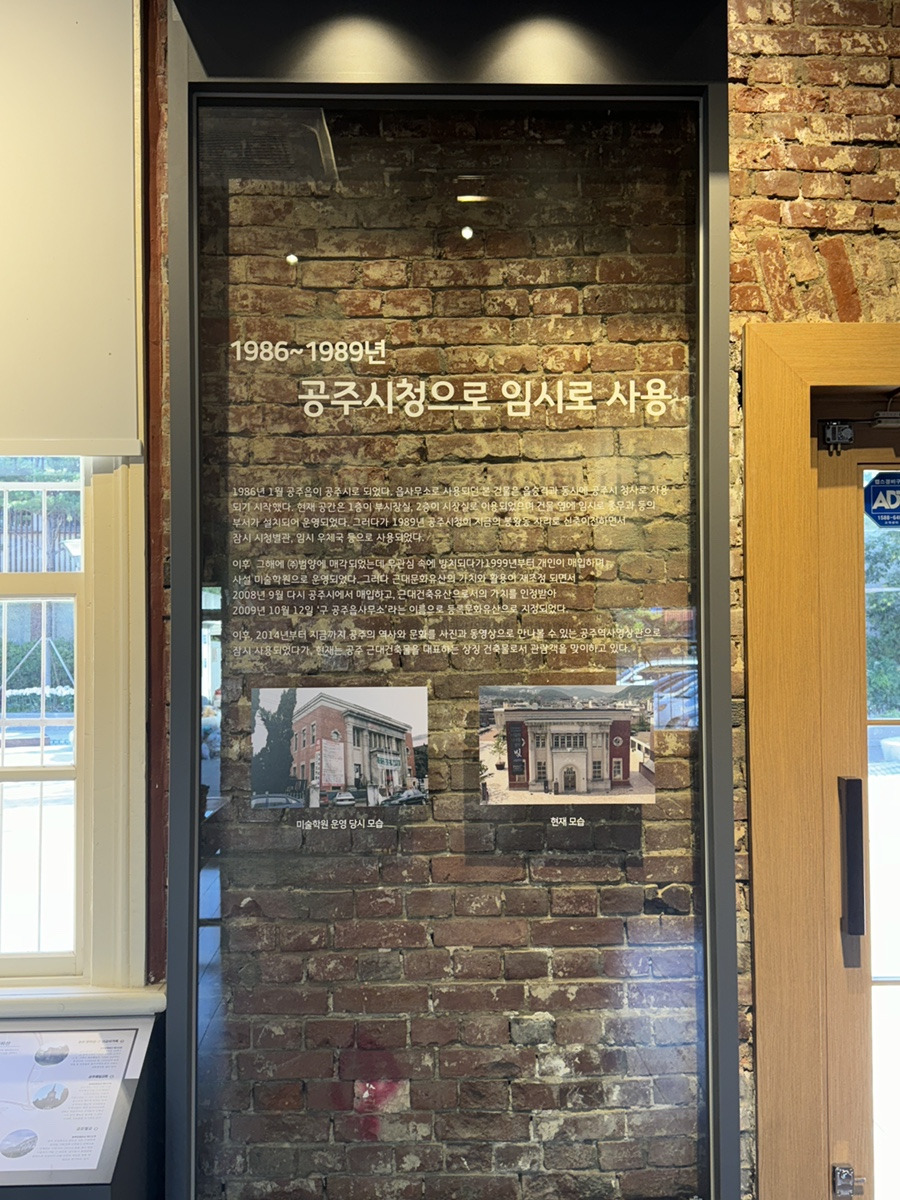 1986~1989년
공주시청으로 임시로 사용
1986년 1월 공주읍이 공주시로 되었다. 읍사무소로 사용되던 본 건물은 읍승격과 동시에 공주시 청사로 사용
되기 시작했다. 현재 공간은 1층이 부시장실, 2층이 시장실로 이용되었으며 건물 옆에 임시로 총무과 등의
부서가 설치되어 운영되었다. 그러다가 1989년 공주시청이 지금의 봉황동 자리로 신축이전하면서
잠시 시청별관, 임시 우체국 등으로 사용되었다.
이후, 그해에 ㈜범양에 매각되었는데 무관심 속에 방치되다가1999년부터 개인이 매입하여
사설 미술학원으로 운영되었다. 그러다 근대문화유산의 가치와 활용이 재조정 되면서
2008년 9월 다시 공주시에서 매입하고, 근대건축유산으로서의 가치를 인정받아
2009년 10월 12일 '구 공주읍사무소'라는 이름으로 등록문화유산으로 지정되었다.
이후, 2014년부터 지금까지 공주의 역사와 문화를 사진과 동영상으로 만나볼 수 있는 공주역사영상관으로
잠시 사용되었다가, 현재는 공주 근대건축물을 대표하는 상징 건축물로서 관람객을 맞이하고 있다.
미술학원 운영 당시 모습
현재 모습